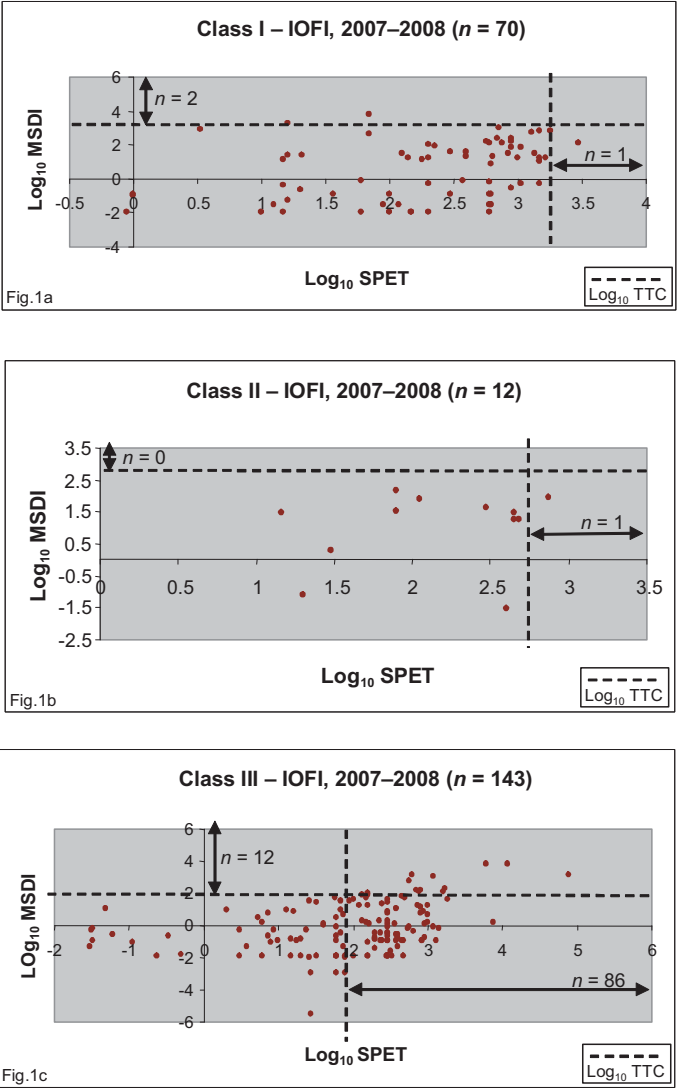 Class I – IOFI, 2007–2008 (n = 70)
6
4
2
0
-2
-4
n = 2
n = 1
-0.5 0 0.5 1 1.5 2 2.5 3 3.5 4
Log10 MSDI
Log10 SPET
Fig.1a
Log10 TTC
Class II – IOFI, 2007–2008 (n = 12)
3.5
2.5
1.5
0.5
-0.5
-1.5
-2.5
n = 0
n = 1
0 0.5 1 1.5 2 2.5 3 3.5
Log10 MSDI
Log10 SPET
Fig.1b
Log10 TTC
Class III – IOFI, 2007–2008 (n = 143)
6
4
2
0
-2
-4
-6
n = 12
n = 86
-2 -1 0 1 2 3 4 5 6
LOg10 MSDI
Log10 SPET
Fig.1c
Log10 TTC